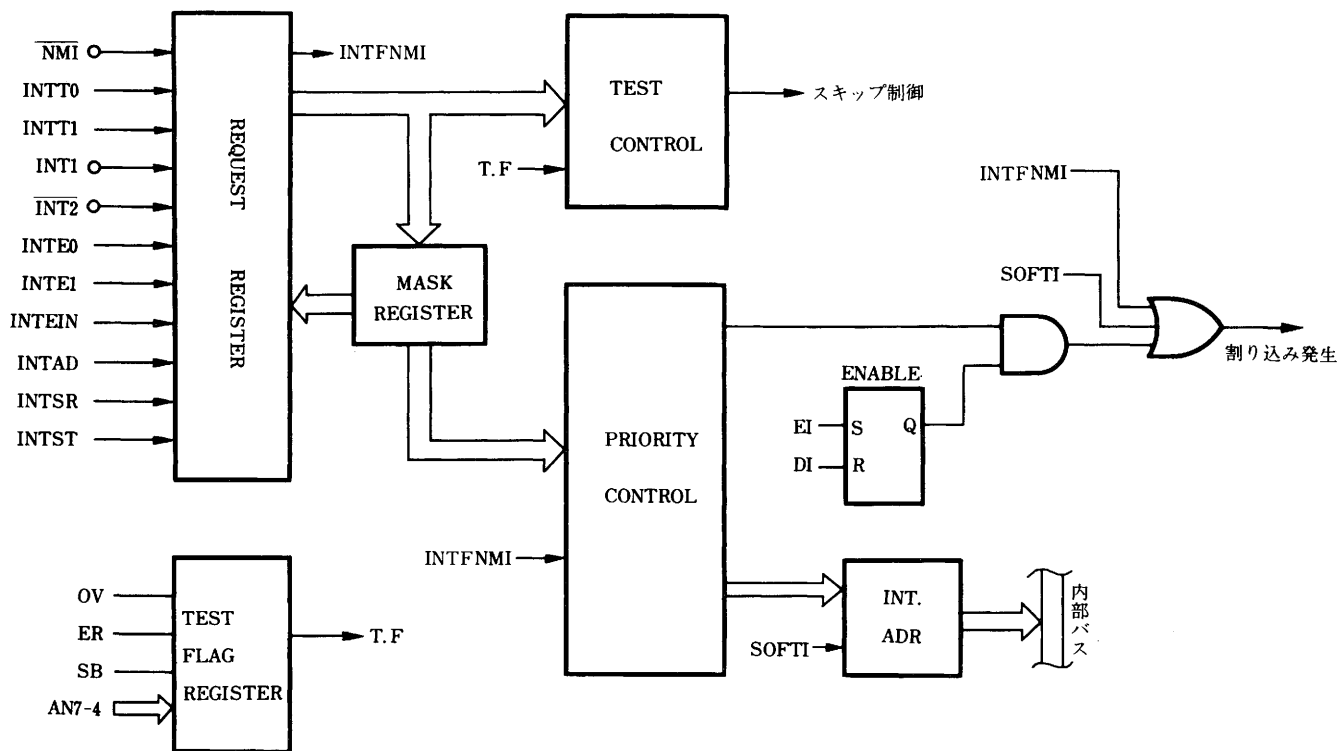 NMI
INTT0
INTT1
INT1
INT2
INTE0
INTE1
INTEIN
INTAD
INTSR
INTST
REQUEST REGISTER
INTFNMI
TEST
CONTROL
T.F
スキップ制御
MASK
REGISTER
PRIORITY
CONTROL
INTFNMI
INTFNMI
SOFTI
割り込み発生
ENABLE
EI
S
Q
DI
R
INT.
ADR
SOFTI
内部バス
OV
ER
SB
AN7-4
TEST
FLAG
REGISTER
T.F